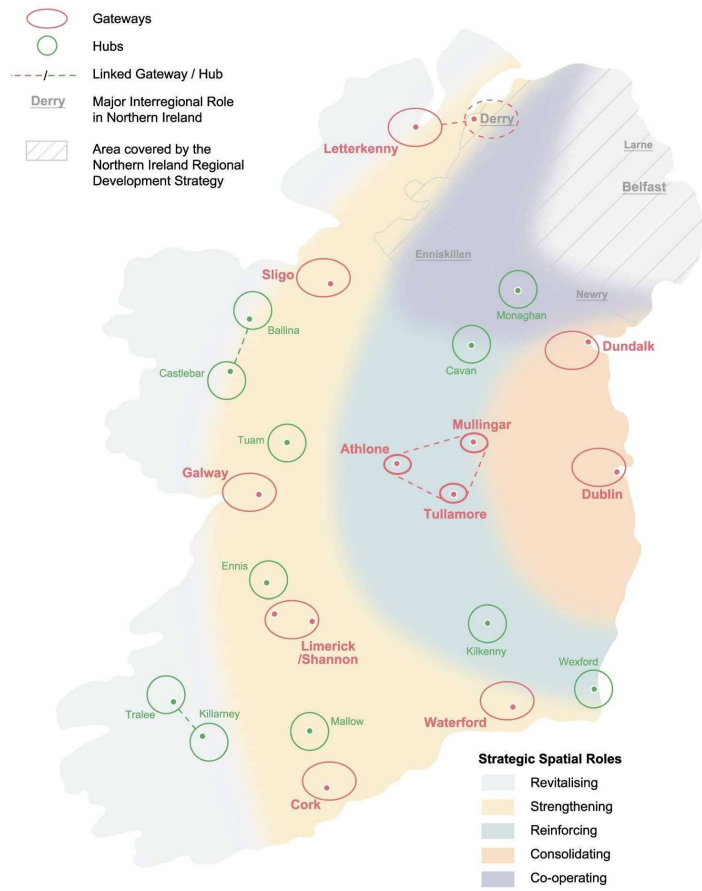 Gateways
Hubs
Linked Gateway / Hub
Derry
Major Interregional Role
in Northern Ireland
Area covered by the
Northern Ireland Regional
Development Strategy
Letterkenny
Derry
Larne
Belfast
Enniskillen
Sligo
Monaghan
Newry
Ballina
Dundalk
Cavan
Castlebar
Mullingar
Tuam
Athlone
Galway
Dublin
Tullamore
Ennis
Limerick
/Shannon
Kilkenny
Wexford
Tralee
Killarney
Mallow
Waterford
Cork
Strategic Spatial Roles
Revitalising
Strengthening
Reinforcing
Consolidating
Co-operating